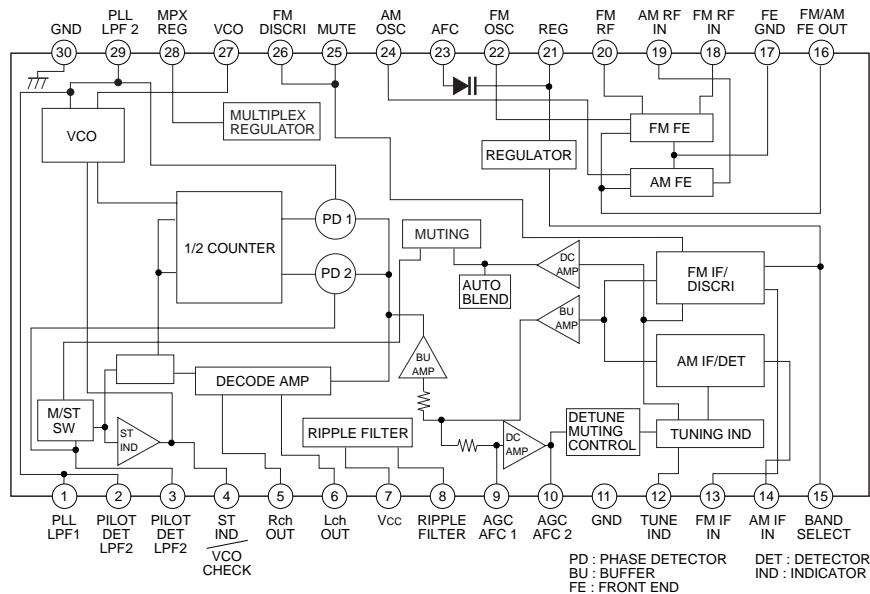 GND
PLL
LPF 2
MPX
REG
VCO
FM
DISCRI
MUTE
AM
OSC
AFC
FM
OSC
REG
FM
RF
AM RF
IN
FM RF
IN
FE
GND
FM/AM
FE OUT
30
29
28
27
26
25
24
23
22
21
20
19
18
17
16
VCO
MULTIPLEX
REGULATOR
REGULATOR
FM FE
AM FE
1/2 COUNTER
PD 1
PD 2
MUTING
AUTO
BLEND
DC
AMP
BU
AMP
FM IF/
DISCRI
BU
AMP
AM IF/DET
DECODE AMP
M/ST
SW
ST
IND
RIPPLE FILTER
DC
AMP
DETUNE
MUTING
CONTROL
TUNING IND
1
2
3
4
5
6
7
8
9
10
11
12
13
14
15
PLL
LPF1
PILOT
DET
LPF2
PILOT
DET
LPF2
ST
IND
VCO
CHECK
Rch
OUT
Lch
OUT
Vcc
RIPPLE
FILTER
AGC
AFC 1
AGC
AFC 2
GND
TUNE
IND
FM IF
IN
AM IF
IN
BAND
SELECT
PD : PHASE DETECTOR
BU : BUFFER
FE : FRONT END
DET : DETECTOR
IND : INDICATOR